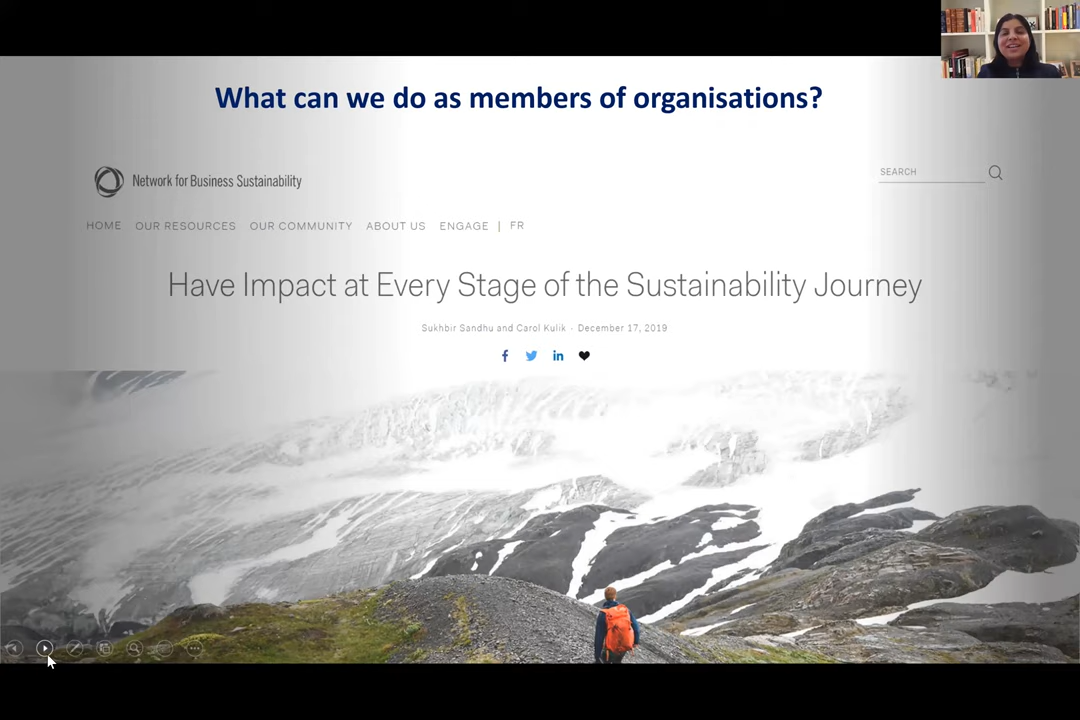 What can we do as members of organisations?
Network for Business Sustainability
SEARCH
HOME OUR RESOURCES OUR COMMUNITY ABOUT US ENGAGE | FR
Have Impact at Every Stage of the Sustainability Journey
Sukhbir Sandhu and Carol Kulik - December 17, 2019